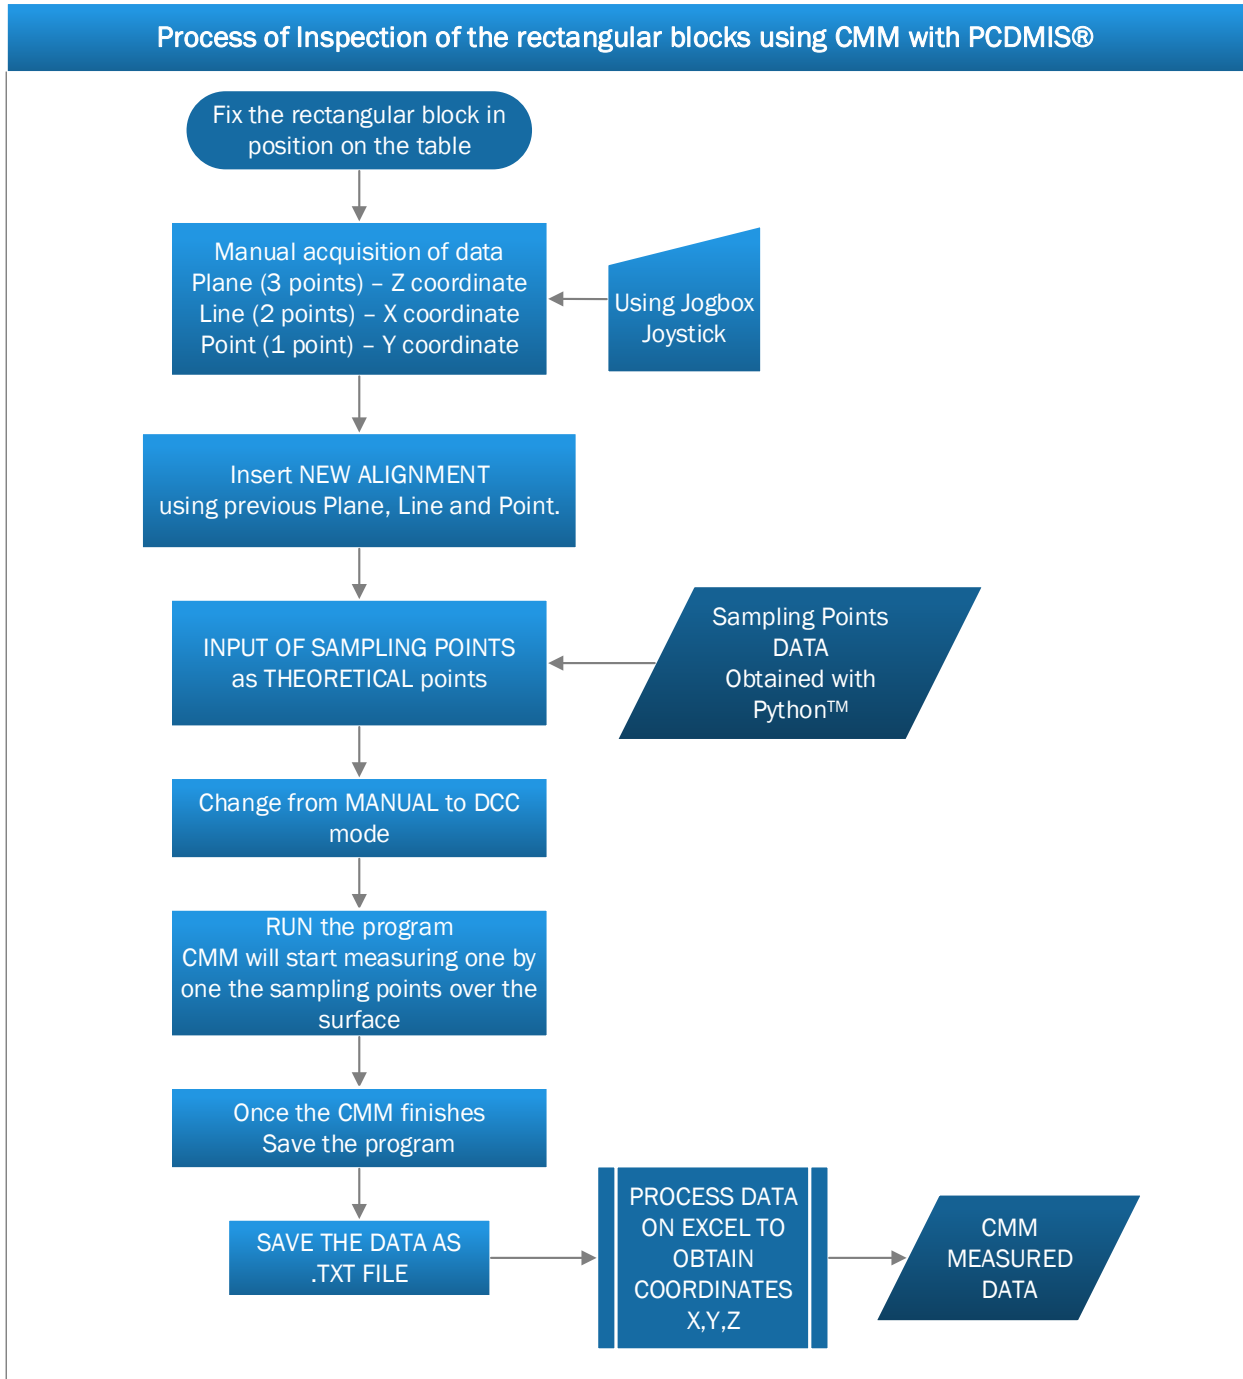 Process of Inspection of the rectangular blocks using CMM with PCDMIS®
Fix the rectangular block in
position on the table
Manual acquisition of data
Plane (3 points) – Z coordinate
Line (2 points) – X coordinate
Point (1 point) – Y coordinate
Using Jogbox
Joystick
Insert NEW ALIGNMENT
using previous Plane, Line and Point.
INPUT OF SAMPLING POINTS
as THEORETICAL points
Sampling Points
DATA
Obtained with
Python™
Change from MANUAL to DCC
mode
RUN the program
CMM will start measuring one by
one the sampling points over the
surface
Once the CMM finishes
Save the program
SAVE THE DATA AS
.TXT FILE
PROCESS DATA
ON EXCEL TO
OBTAIN
COORDINATES
X,Y,Z
CMM
MEASURED
DATA